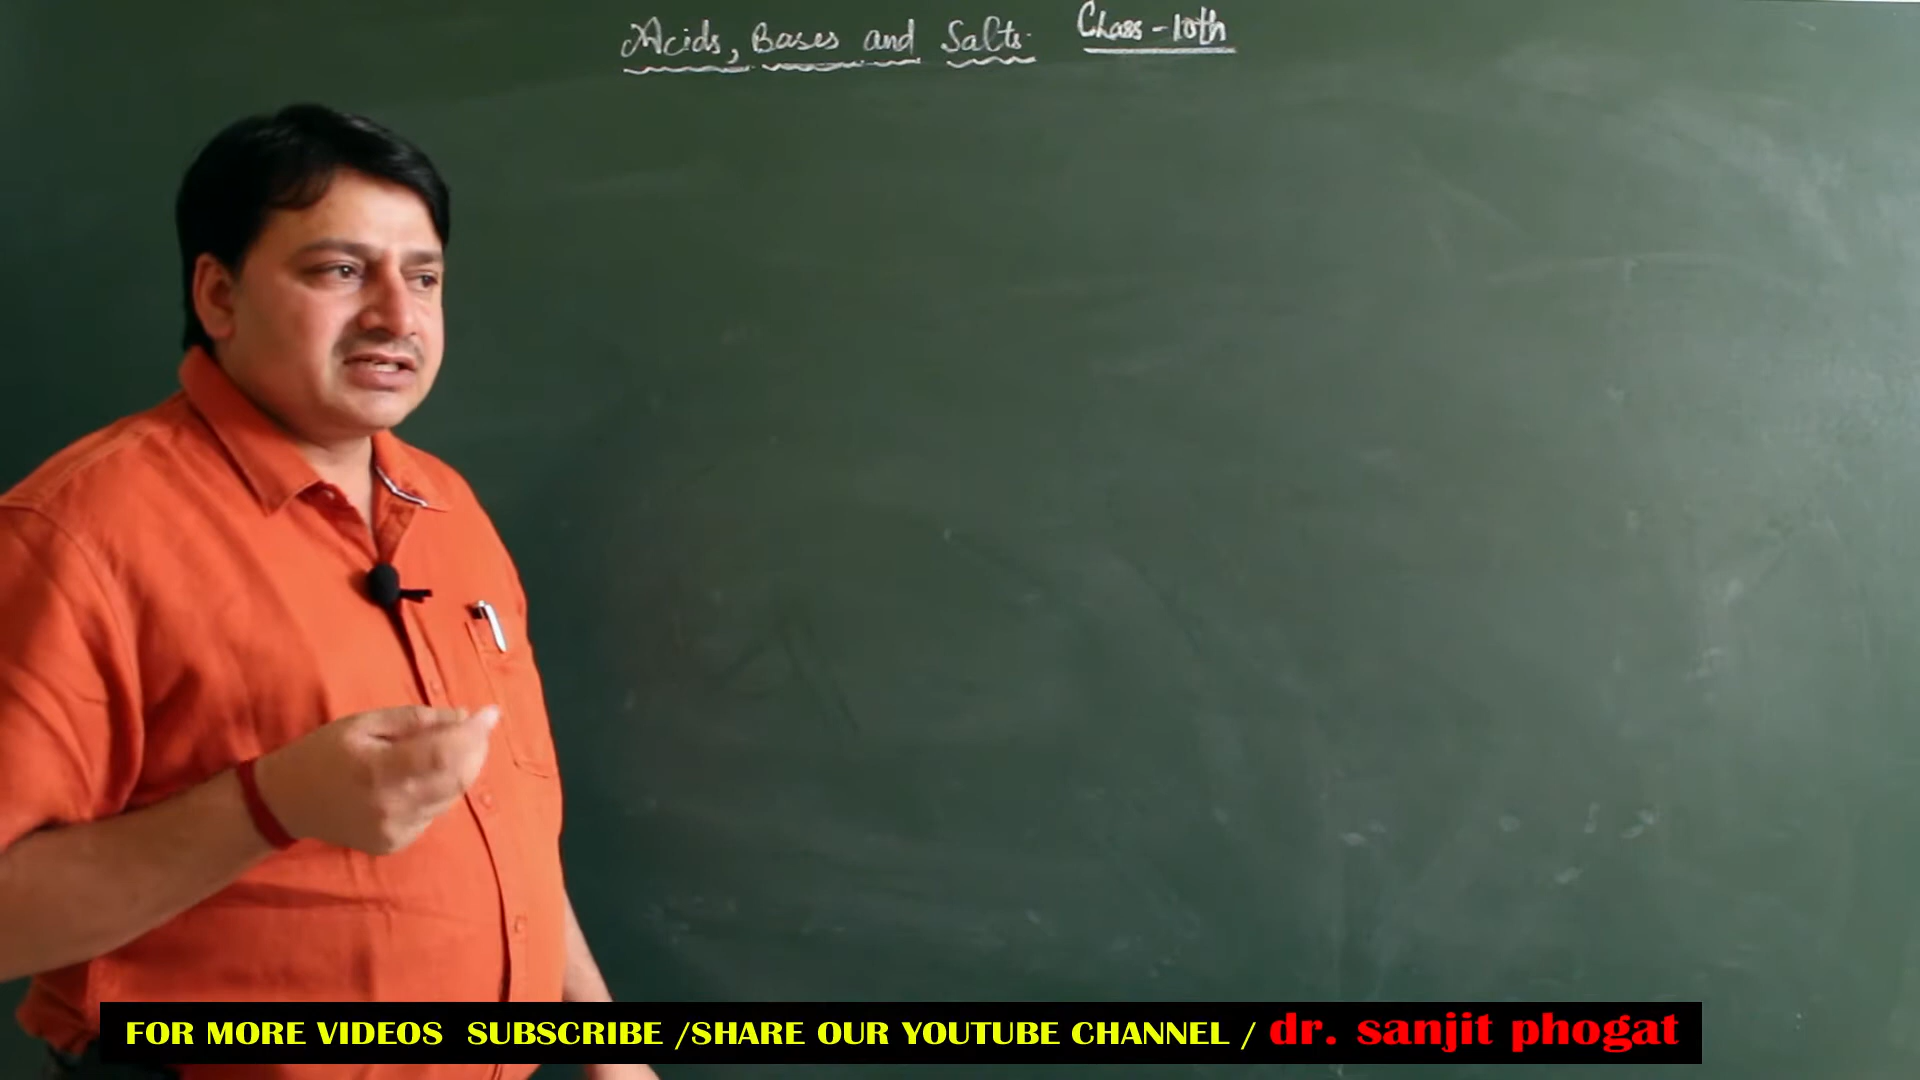 Acids, Bases and Salts. Class-10th
FOR MORE VIDEOS SUBSCRIBE /SHARE OUR YOUTUBE CHANNEL / dr. sanjit phogat